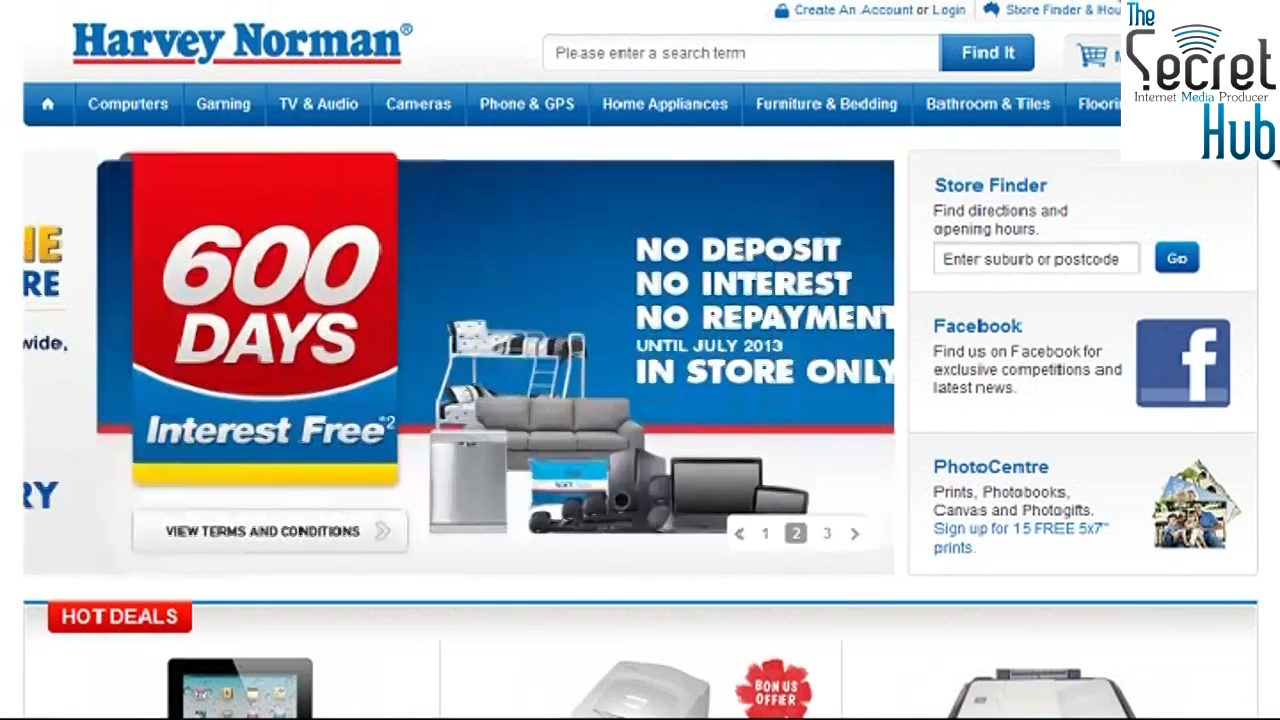 Create An Account or Login
Store Finder &
The
Secret
Internet Media Producer
Hub
Harvey Norman®
Please enter a search term
Find It
Computers
Gaming
TV & Audio
Cameras
Phone & GPS
Home Appliances
Furniture & Bedding
Bathroom & Tiles
600
DAYS
Interest Free*2
VIEW TERMS AND CONDITIONS
NO DEPOSIT
NO INTEREST
NO REPAYMENT
UNTIL JULY 2013
IN STORE ONLY
1 2 3
RE
wide,
RY
Store Finder
Find directions and
opening hours.
Enter suburb or postcode
Go
Facebook
Find us on Facebook for
exclusive competitions and
latest news.
PhotoCentre
Prints, Photobooks,
Canvas and Photogifts.
Sign up for 15 FREE 5x7"
prints.
HOT DEALS
BONUS
OFFER